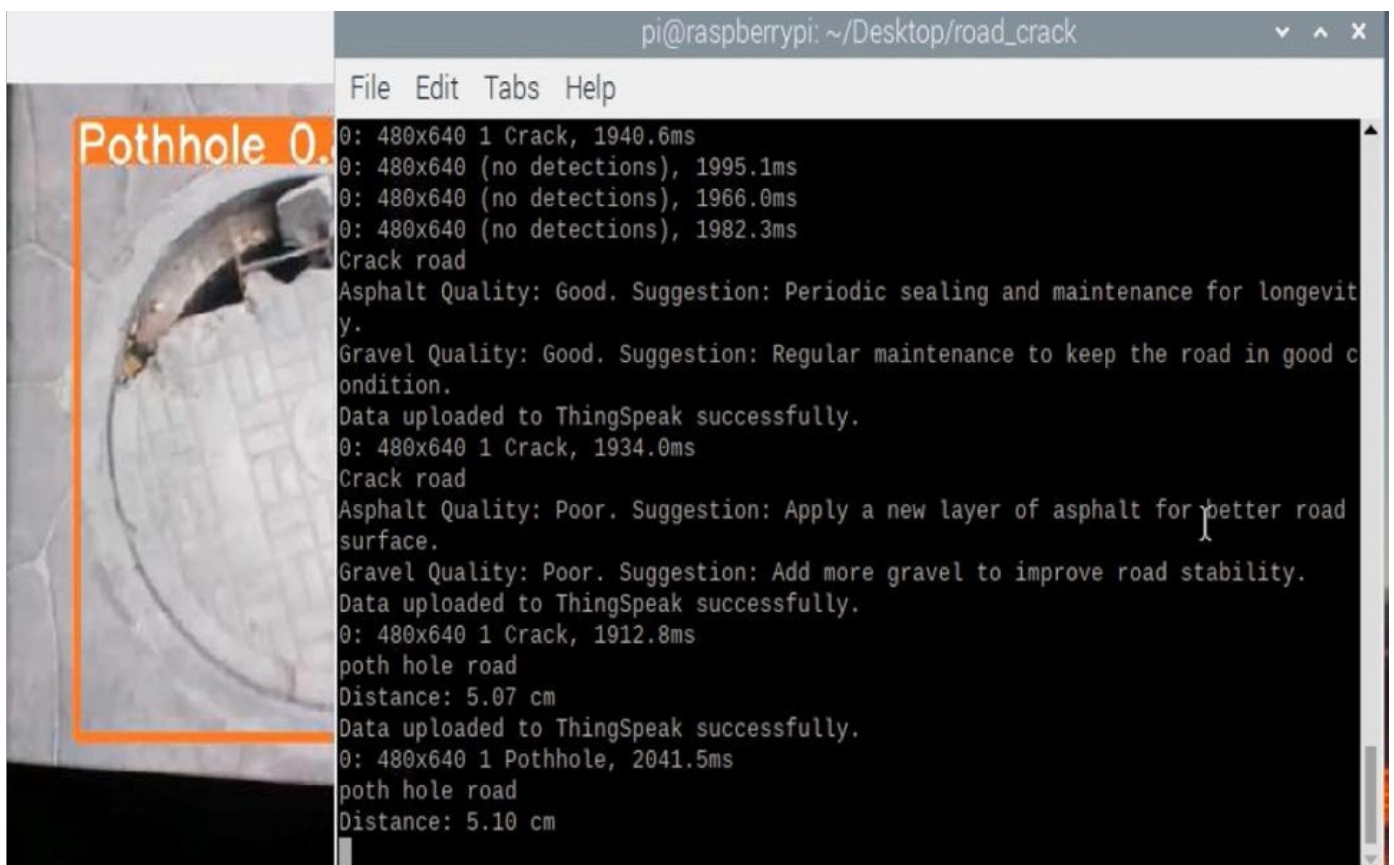 pi@raspberrypi: ~/Desktop/road_crack
File Edit Tabs Help
Pothhole 0.
0: 480x640 1 Crack, 1940.6ms
0: 480x640 (no detections), 1995.1ms
0: 480x640 (no detections), 1966.0ms
0: 480x640 (no detections), 1982.3ms
Crack road
Asphalt Quality: Good. Suggestion: Periodic sealing and maintenance for longevit
y.
Gravel Quality: Good. Suggestion: Regular maintenance to keep the road in good c
ondition.
Data uploaded to ThingSpeak successfully.
0: 480x640 1 Crack, 1934.0ms
Crack road
Asphalt Quality: Poor. Suggestion: Apply a new layer of asphalt for better road
surface.
Gravel Quality: Poor. Suggestion: Add more gravel to improve road stability.
Data uploaded to ThingSpeak successfully.
0: 480x640 1 Crack, 1912.8ms
poth hole road
Distance: 5.07 cm
Data uploaded to ThingSpeak successfully.
0: 480x640 1 Pothhole, 2041.5ms
poth hole road
Distance: 5.10 cm